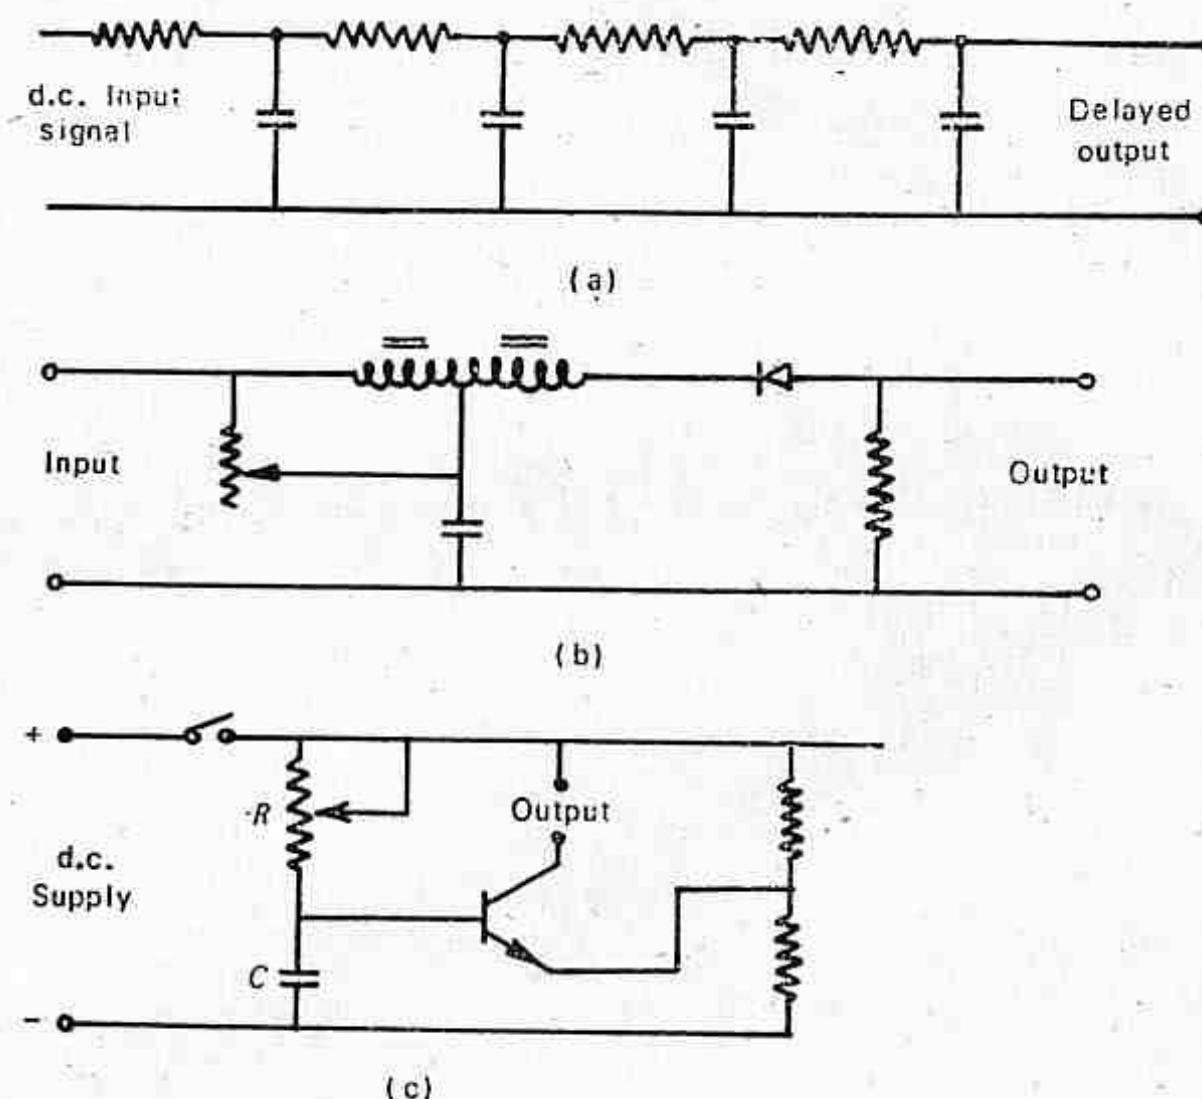 d.c. Input
signal
Delayed
output
(a)
Input
Output
(b)
+
R
Output
d.c.
Supply
C
-
(c)